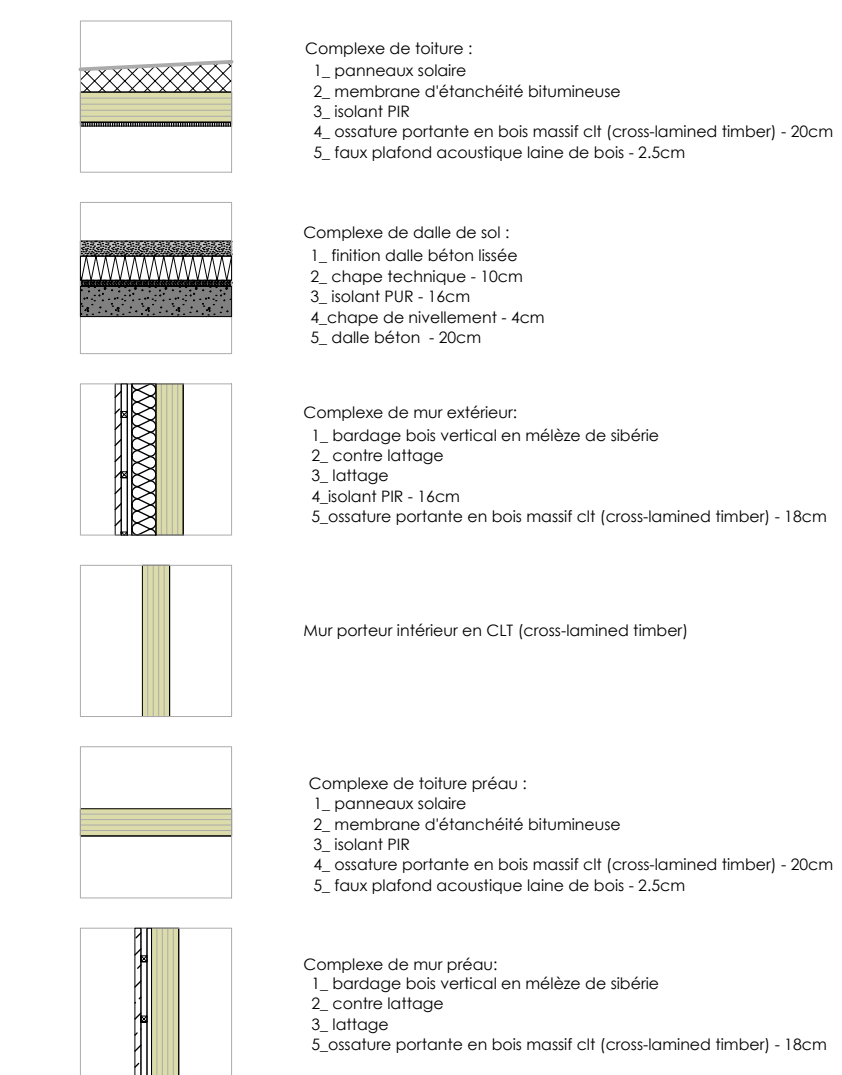 Complexe de toiture :
1_ panneaux solaire
2_ membrane d'étanchéité bitumineuse
3_ isolant PIR
4_ ossature portante en bois massif clt (cross-lamined timber) - 20cm
5_ faux plafond acoustique laine de bois - 2.5cm
Complexe de dalle de sol :
1_ finition dalle béton lissée
2_ chape technique - 10cm
3_ isolant PUR - 16cm
4_chape de nivellement - 4cm
5_ dalle béton - 20cm
Complexe de mur extérieur:
1_ bardage bois vertical en mélèze de sibérie
2_ contre lattage
3_ lattage
4_isolant PIR - 16cm
5_ossature portante en bois massif clt (cross-lamined timber) - 18cm
Mur porteur intérieur en CLT (cross-lamined timber)
Complexe de toiture préau :
1_ panneaux solaire
2_ membrane d'étanchéité bitumineuse
3_ isolant PIR
4_ ossature portante en bois massif clt (cross-lamined timber) - 20cm
5_ faux plafond acoustique laine de bois - 2.5cm
Complexe de mur préau:
1_ bardage bois vertical en mélèze de sibérie
2_ contre lattage
3_ lattage
5_ossature portante en bois massif clt (cross-lamined timber) - 18cm